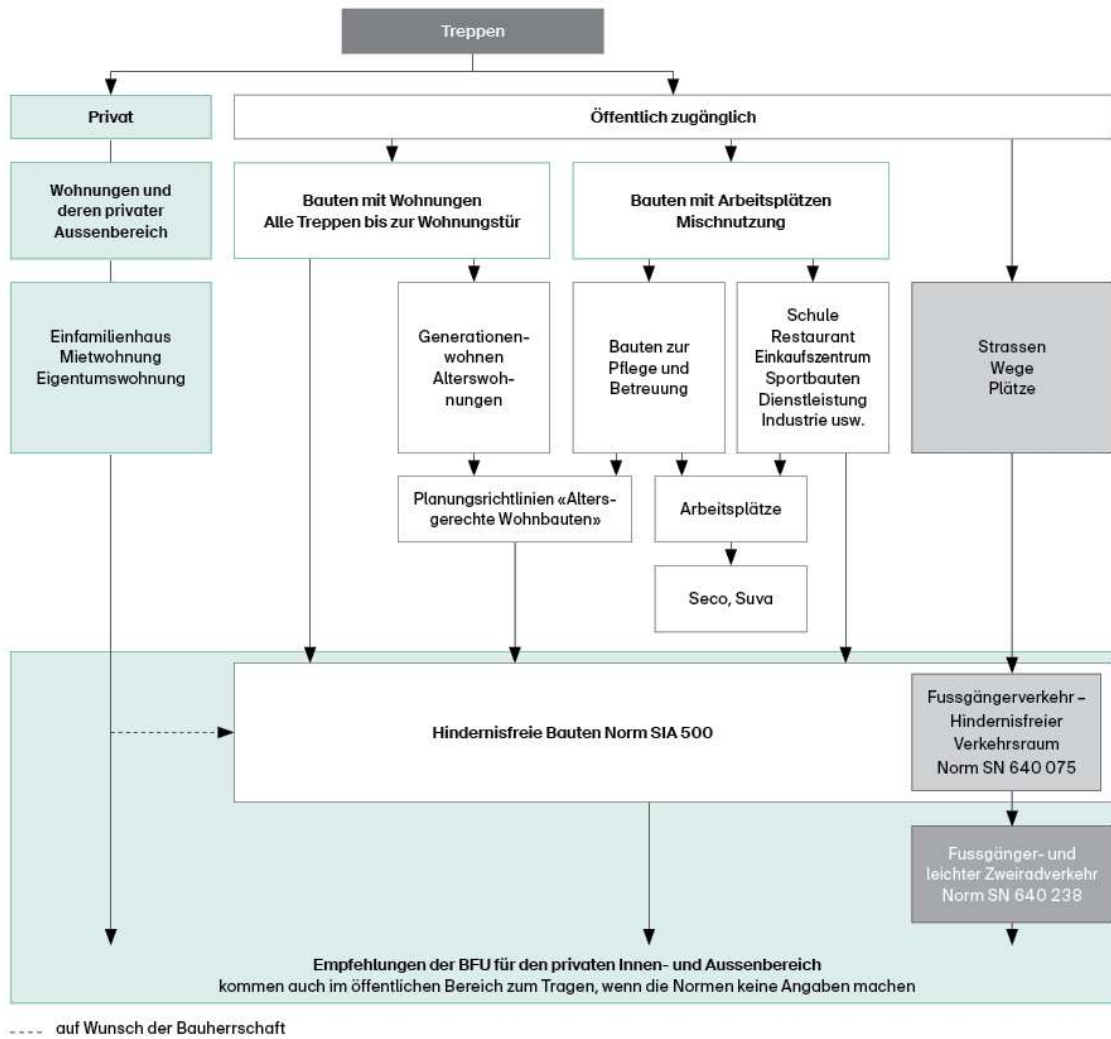 Treppen
Privat
Öffentlich zugänglich
Wohnungen und
deren privater
Aussenbereich
Bauten mit Wohnungen
Alle Treppen bis zur Wohnungstür
Bauten mit Arbeitsplätzen
Mischnutzung
Einfamilienhaus
Mietwohnung
Eigentumswohnung
Generationen-
wohnen
Alterswoh-
nungen
Bauten zur
Pflege und
Betreuung
Schule
Restaurant
Einkaufszentrum
Sportbauten
Dienstleistung
Industrie usw.
Strassen
Wege
Plätze
Planungsrichtlinien «Alters-
gerechte Wohnbauten»
Arbeitsplätze
Seco, Suva
Hindernisfreie Bauten Norm SIA 500
Fussgängerverkehr –
Hindernisfreier
Verkehrsraum
Norm SN 640 075
Fussgänger- und
leichter Zweiradverkehr
Norm SN 640 238
Empfehlungen der BFU für den privaten Innen- und Aussenbereich
kommen auch im öffentlichen Bereich zum Tragen, wenn die Normen keine Angaben machen
auf Wunsch der Bauherrschaft